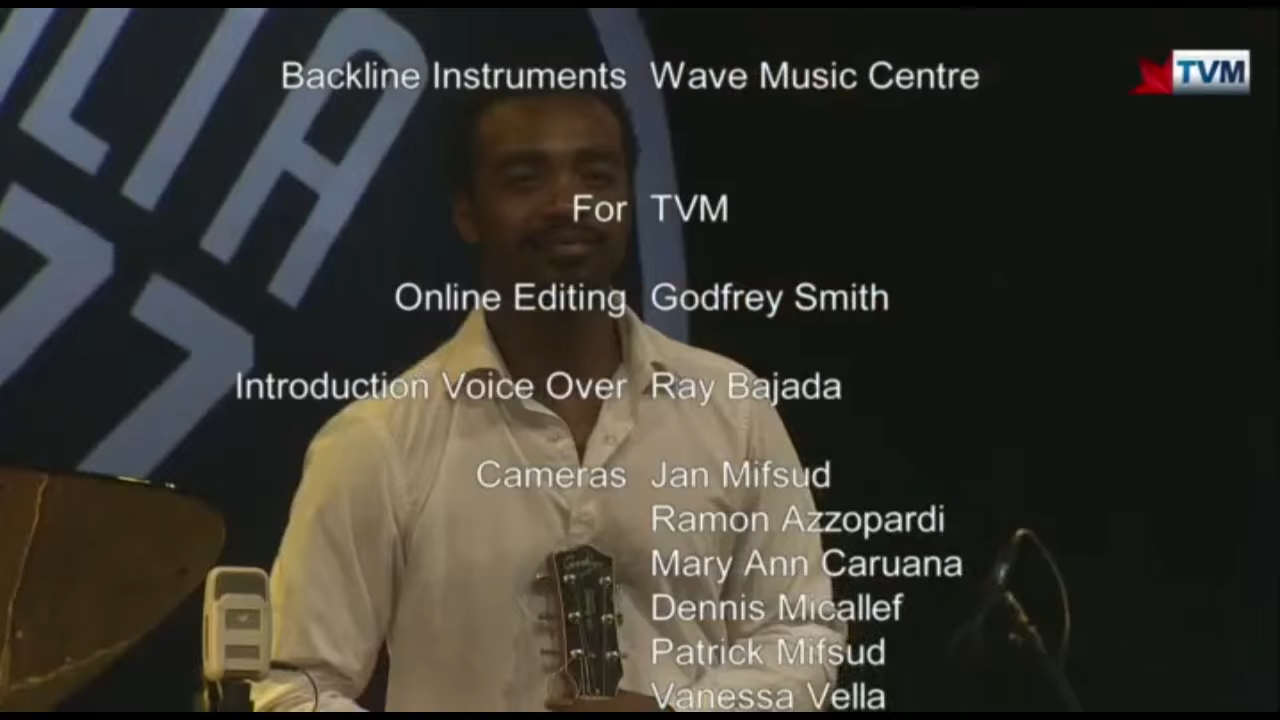 Backline Instruments Wave Music Centre
TVM
For TVM
Online Editing Godfrey Smith
Introduction Voice Over Ray Bajada
Cameras Jan Mifsud
Ramon Azzopardi
Mary Ann Caruana
Dennis Micallef
Patrick Mifsud
Vanessa Vella